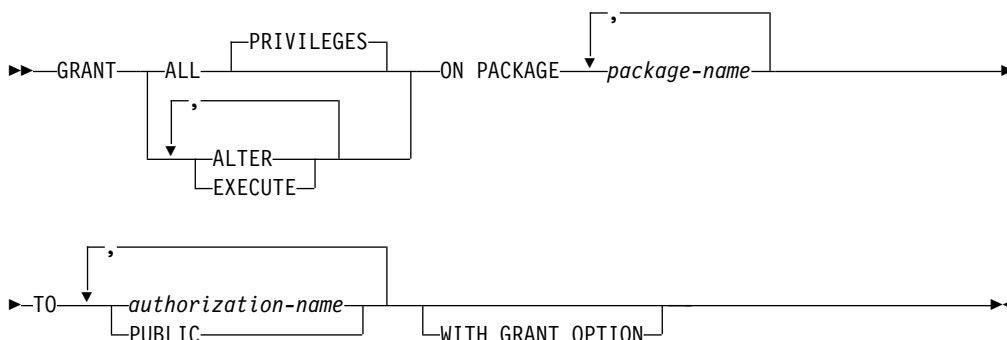 ,
PRIVILEGES
GRANT ALL ON PACKAGE package-name
,
ALTER
EXECUTE
,
TO authorization-name
PUBLIC WITH GRANT OPTION